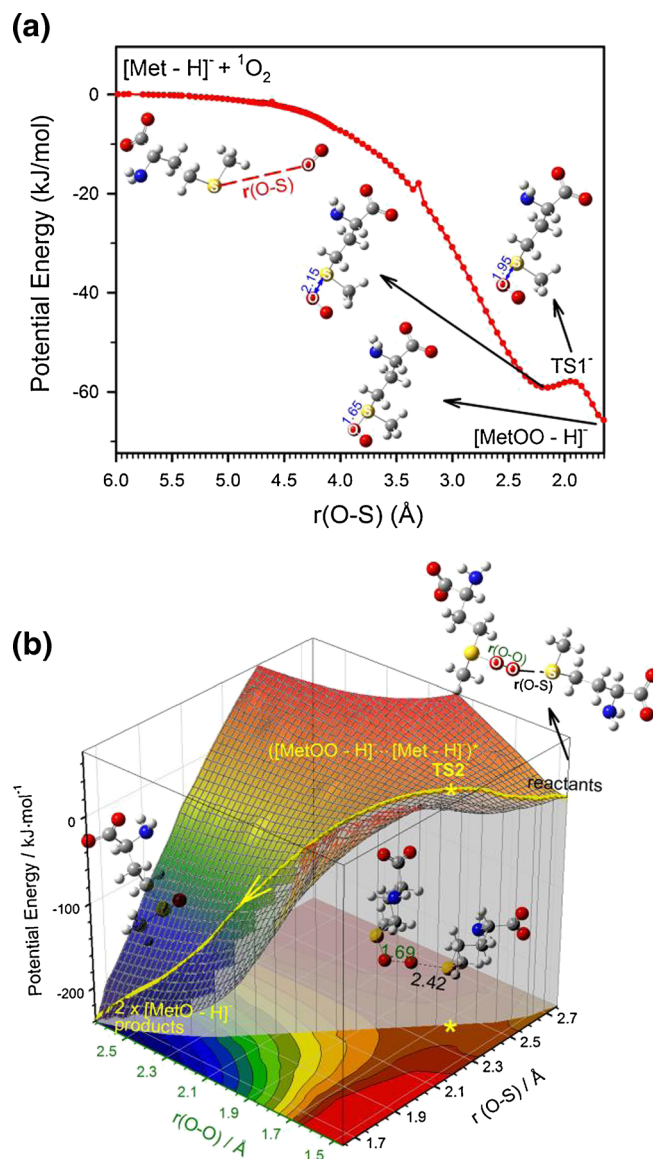 (a)
[Met - H]⁻ + ¹O₂
Potential Energy (kJ/mol)
0
-20
-40
-60
S
O
r(O-S)
2.15
S
O
1.95
S
O
1.65
S
O
TS1⁻
[MetOO - H]⁻
6.0 5.5 5.0 4.5 4.0 3.5 3.0 2.5 2.0
r(O-S) (Å)
(b)
r(O-O)
r(O-S)
([MetOO - H]⁻··· [Met - H]⁻)*
TS2
*
reactants
Potential Energy / kJ·mol⁻¹
0
-100
-200
1.69
2.42
2 x [MetO - H]⁻
products
*
2.5 2.3 2.1 1.9 1.7 1.5
r(O-O) / Å
1.7 1.9 2.1 2.3 2.5 2.7
r (O-S) / Å